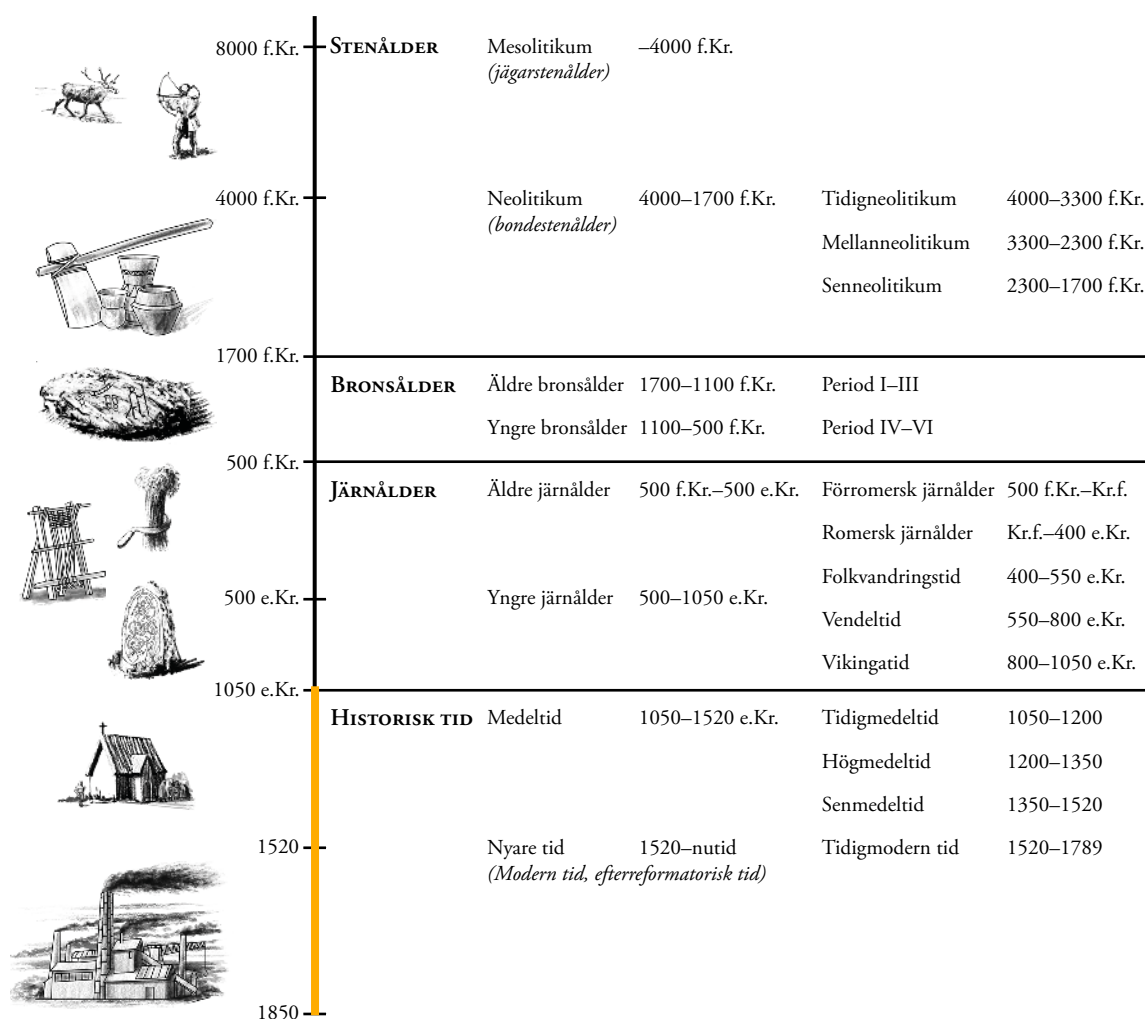 8000 f.Kr. STENÅLDER Mesolitikum –4000 f.Kr.
(jägarstenålder)
4000 f.Kr. Neolitikum 4000–1700 f.Kr. Tidigneolitikum 4000–3300 f.Kr.
(bondestenålder)
Mellanneolitikum 3300–2300 f.Kr.
Senneolitikum 2300–1700 f.Kr.
1700 f.Kr.
BRONSÅLDER Äldre bronsålder 1700–1100 f.Kr. Period I–III
Yngre bronsålder 1100–500 f.Kr. Period IV–VI
500 f.Kr.
JÄRNÅLDER Äldre järnålder 500 f.Kr.–500 e.Kr. Förromersk järnålder 500 f.Kr.–Kr.f.
Romersk järnålder Kr.f.–400 e.Kr.
Folkvandringstid 400–550 e.Kr.
500 e.Kr. Yngre järnålder 500–1050 e.Kr.
Vendeltid 550–800 e.Kr.
Vikingatid 800–1050 e.Kr.
1050 e.Kr.
HISTORISK TID Medeltid 1050–1520 e.Kr. Tidigmedeltid 1050–1200
Högmedeltid 1200–1350
Senmedeltid 1350–1520
1520 Nyare tid 1520–nutid Tidigmodern tid 1520–1789
(Modern tid, efterreformatorisk tid)
1850